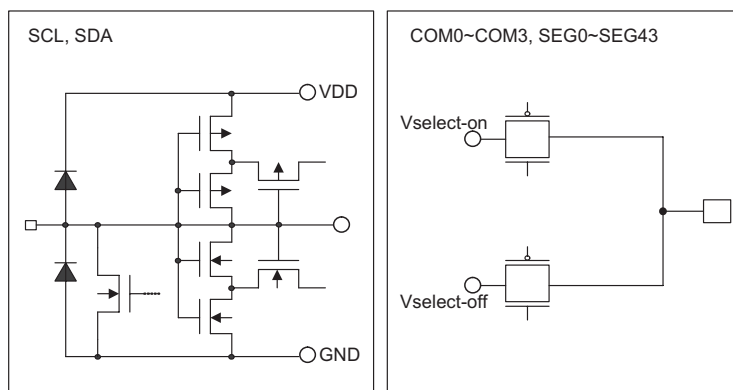 SCL, SDA
VDD
GND
COM0~COM3, SEG0~SEG43
Vselect-on
Vselect-off